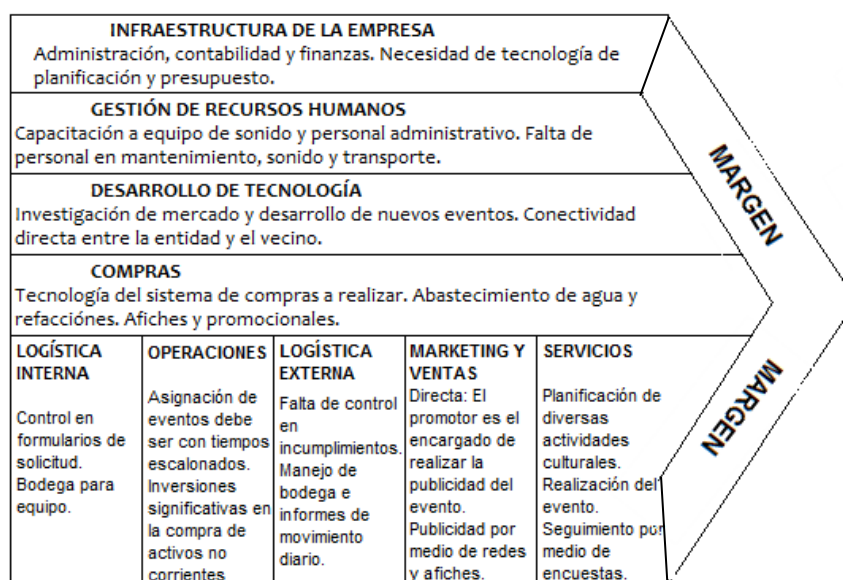 INFRAESTRUCTURA DE LA EMPRESA
Administración, contabilidad y finanzas. Necesidad de tecnología de
planificación y presupuesto.
GESTIÓN DE RECURSOS HUMANOS
Capacitación a equipo de sonido y personal administrativo. Falta de
personal en mantenimiento, sonido y transporte.
DESARROLLO DE TECNOLOGÍA
Investigación de mercado y desarrollo de nuevos eventos. Conectividad
directa entre la entidad y el vecino.
COMPRAS
Tecnología del sistema de compras a realizar. Abastecimiento de agua y
refacciónes. Afiches y promocionales.
MARGEN
LOGÍSTICA
INTERNA
Control en
formularios de
solicitud.
Bodega para
equipo.
OPERACIONES
Asignación de
eventos debe
ser con tiempos
escalonados.
Inversiones
significativas en
la compra de
activos no
corrientes
LOGÍSTICA
EXTERNA
Falta de control
en
incumplimientos.
Manejo de
bodega e
informes de
movimiento
diario.
MARKETING Y
VENTAS
Directa: El
promotor es el
encargado de
realizar la
publicidad del
evento.
Publicidad por
medio de redes
y afiches.
SERVICIOS
Planificación de
diversas
actividades
culturales.
Realización del
evento.
Seguimiento por
medio de
encuestas.
MARGEN